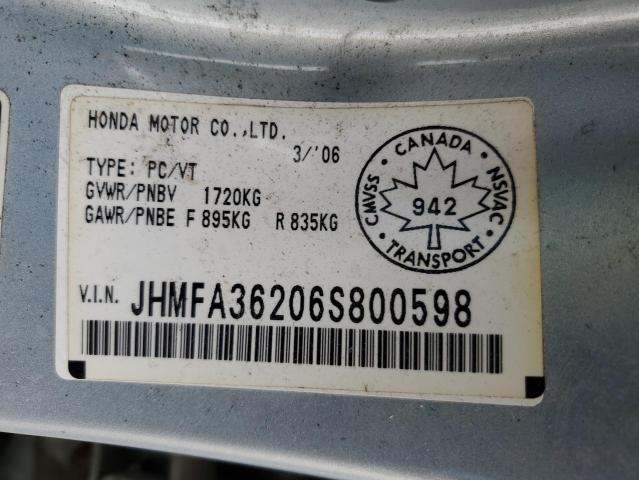 HONDA MOTOR CO.,LTD.
3/'06
TYPE: PC/VT
GVWR/PNBV 1720KG
GAWR/PNBE F 895KG R 835KG
CANADA
CMVSS
NSVAC
942
TRANSPORT
V.I.N. JHMFA36206S800598